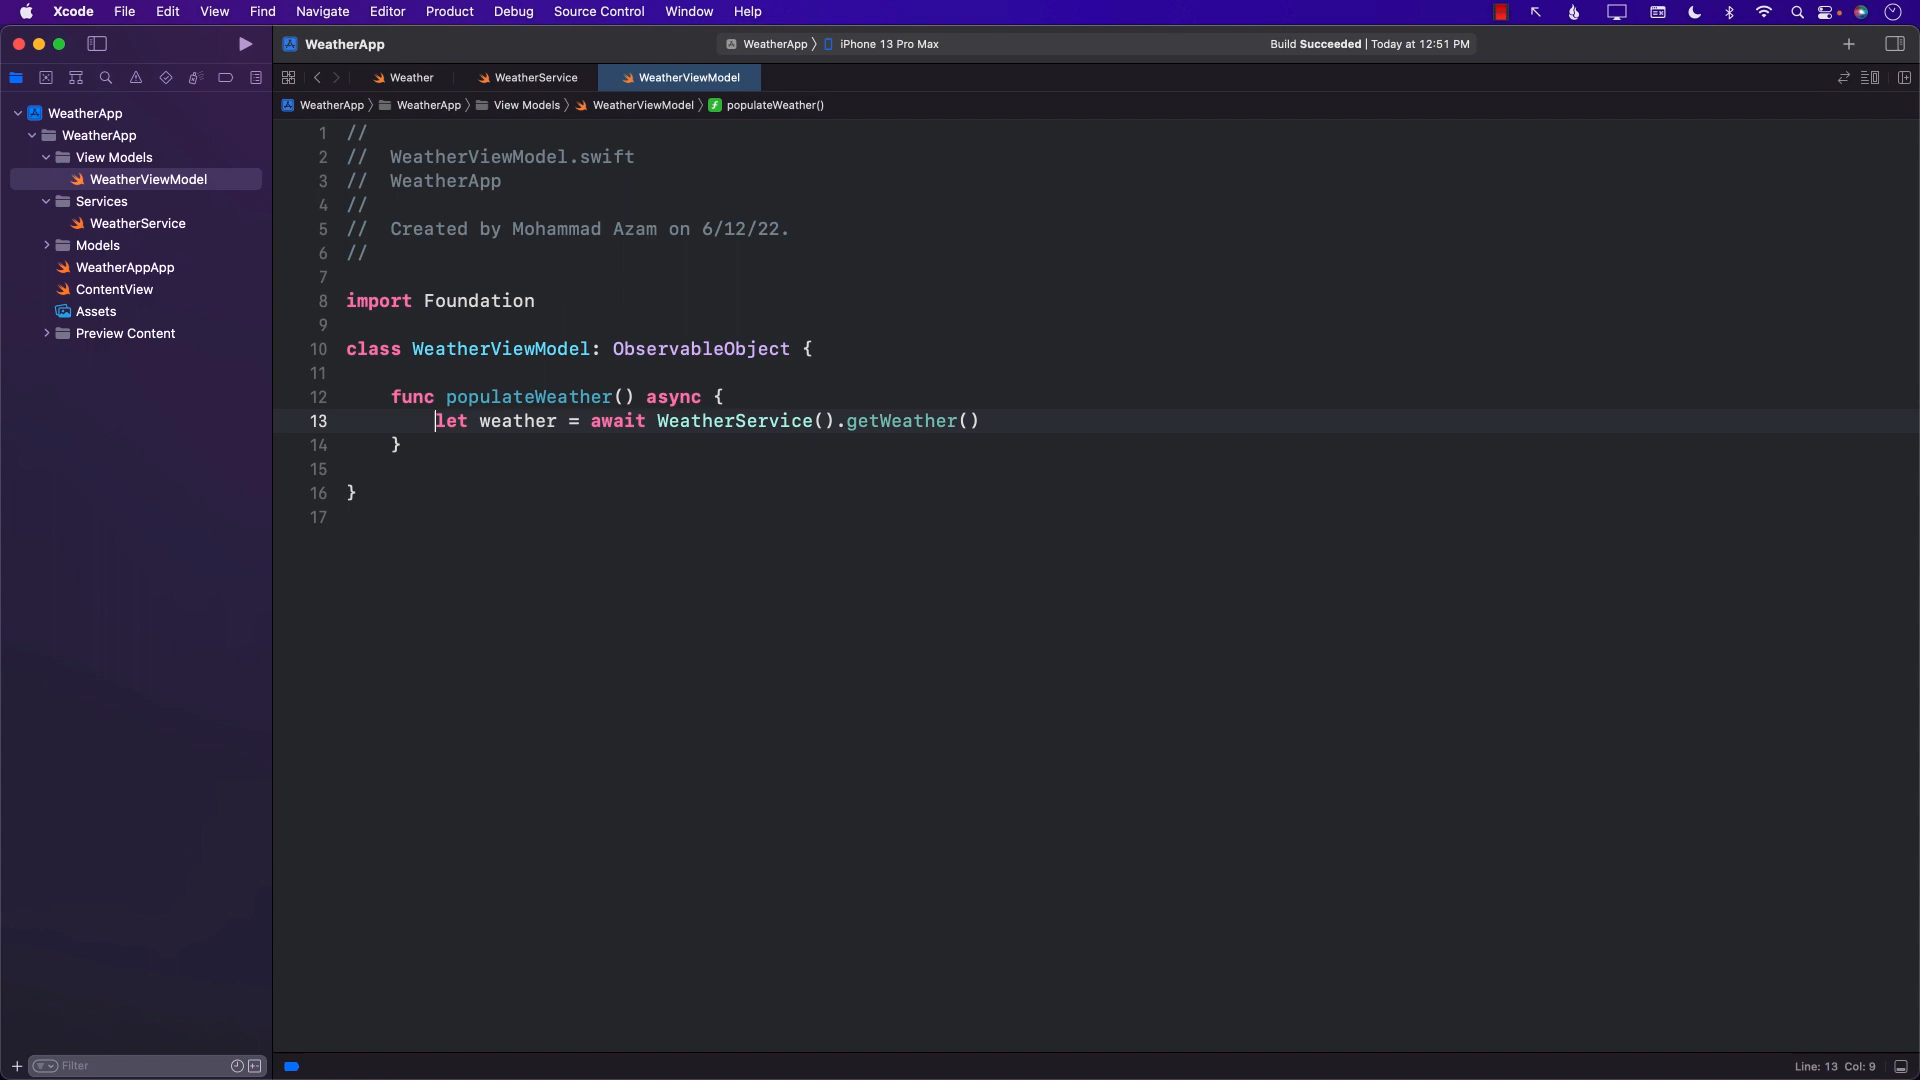 Xcode File Edit View Find Navigate Editor Product Debug Source Control Window Help
WeatherApp
WeatherApp 〉 iPhone 13 Pro Max
Build Succeeded | Today at 12:51 PM
Weather
WeatherService
WeatherViewModel
WeatherApp 〉 WeatherApp 〉 View Models 〉 WeatherViewModel 〉 populateWeather()
WeatherApp
WeatherApp
View Models
WeatherViewModel
Services
WeatherService
Models
WeatherAppApp
ContentView
Assets
Preview Content
1 //
2 // WeatherViewModel.swift
3 // WeatherApp
4 //
5 // Created by Mohammad Azam on 6/12/22.
6 //
7
8 import Foundation
9
10 class WeatherViewModel: ObservableObject {
11
12 func populateWeather() async {
13 let weather = await WeatherService().getWeather()
14 }
15
16 }
17
Filter
Line: 13 Col: 9